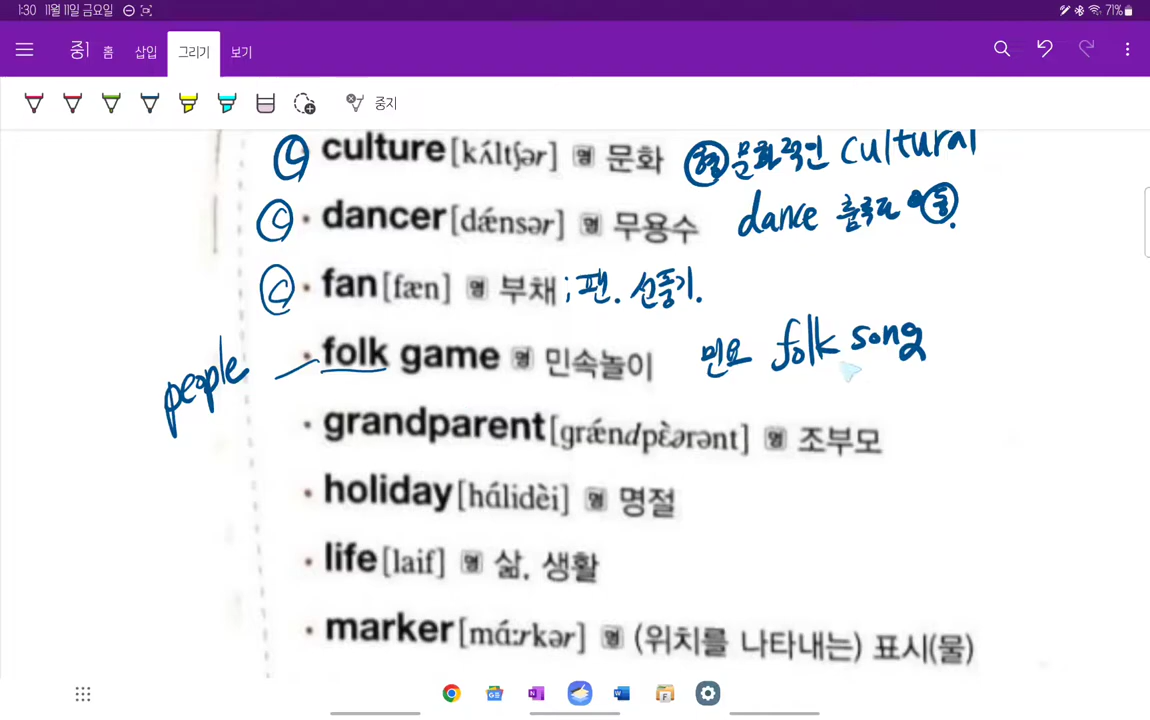 1:30 11월 11일 금요일 71%
중1 홈 삽입 그리기 보기
중지
C culture[kʌ́ltʃər] 명 문화 형 문화적인 cultural
C · dancer[dǽnsər] 명 무용수 dance 춤추다 동.
C · fan[fæn] 명 부채 ; 팬. 선풍기.
people · folk game 명 민속놀이 민요 folk song
· grandparent[grǽndpɛ̀ərənt] 명 조부모
· holiday[hɑ́lidèi] 명 명절
· life[laif] 명 삶, 생활
· marker[mɑ́ːrkər] 명 (위치를 나타내는) 표시(물)